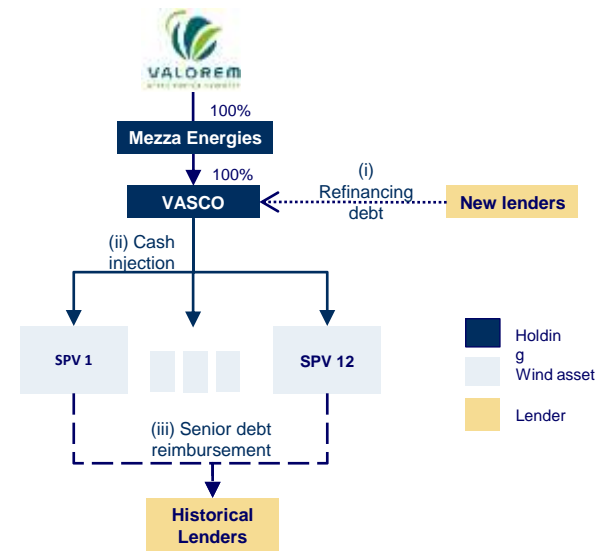 VALOREM
100%
Mezza Energies
100%
VASCO
(i)
Refinancing
debt
New lenders
(ii) Cash
injection
SPV 1
SPV 12
Holdin
g
Wind asset
Lender
(iii) Senior debt
reimbursement
Historical
Lenders